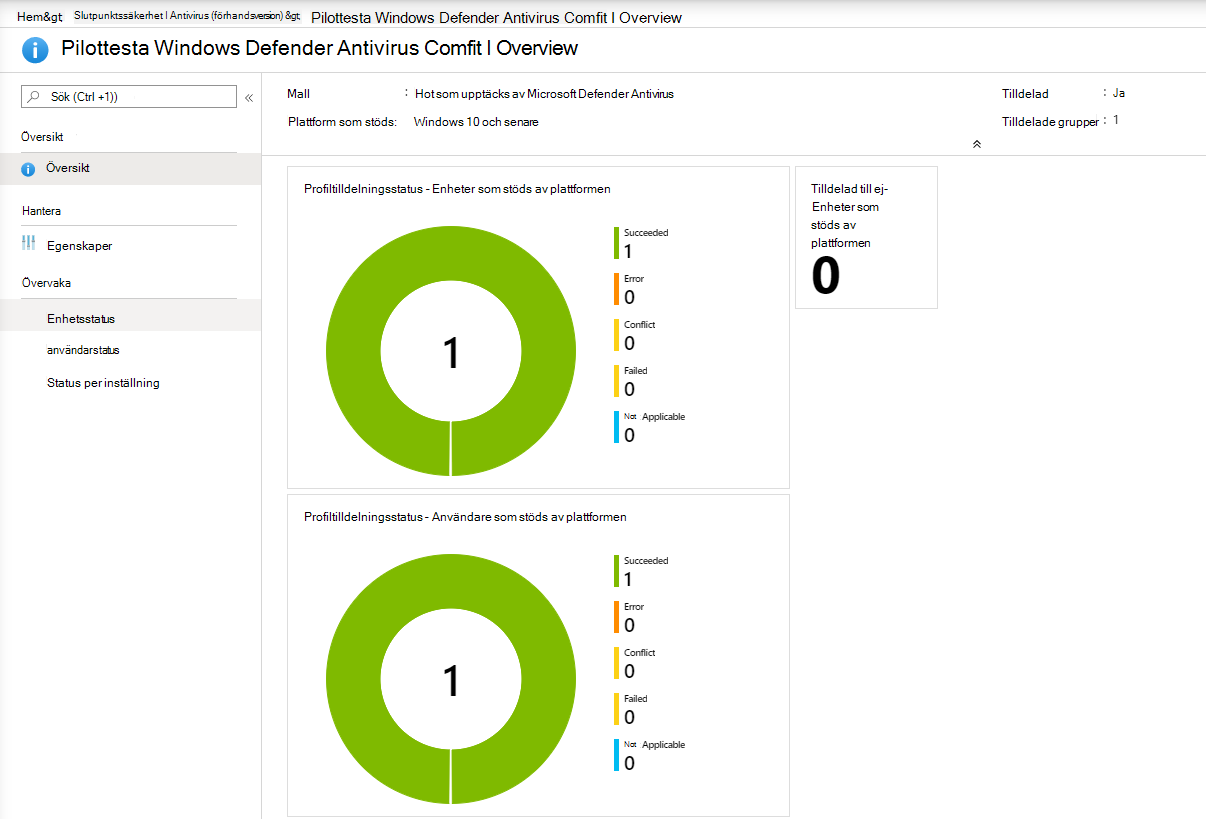 Hem&gt Slutpunktssäkerhet I Antivirus (förhandsversion) &gt; Pilottesta Windows Defender Antivirus Comfit I Overview
Pilottesta Windows Defender Antivirus Comfit I Overview
Sök (Ctrl +1))
«
Översikt
Översikt
Hantera
Egenskaper
Övervaka
Enhetsstatus
användarstatus
Status per inställning
Mall : Hot som upptäcks av Microsoft Defender Antivirus
Plattform som stöds: Windows 10 och senare
Tilldelad : Ja
Tilldelade grupper : 1
Profiltilldelningsstatus - Enheter som stöds av plattformen
1
Succeeded
1
Error
0
Conflict
0
Failed
0
Not Applicable
0
Tilldelad till ej-
Enheter som
stöds av
plattformen
0
Profiltilldelningsstatus - Användare som stöds av plattformen
1
Succeeded
1
Error
0
Conflict
0
Failed
0
Not Applicable
0